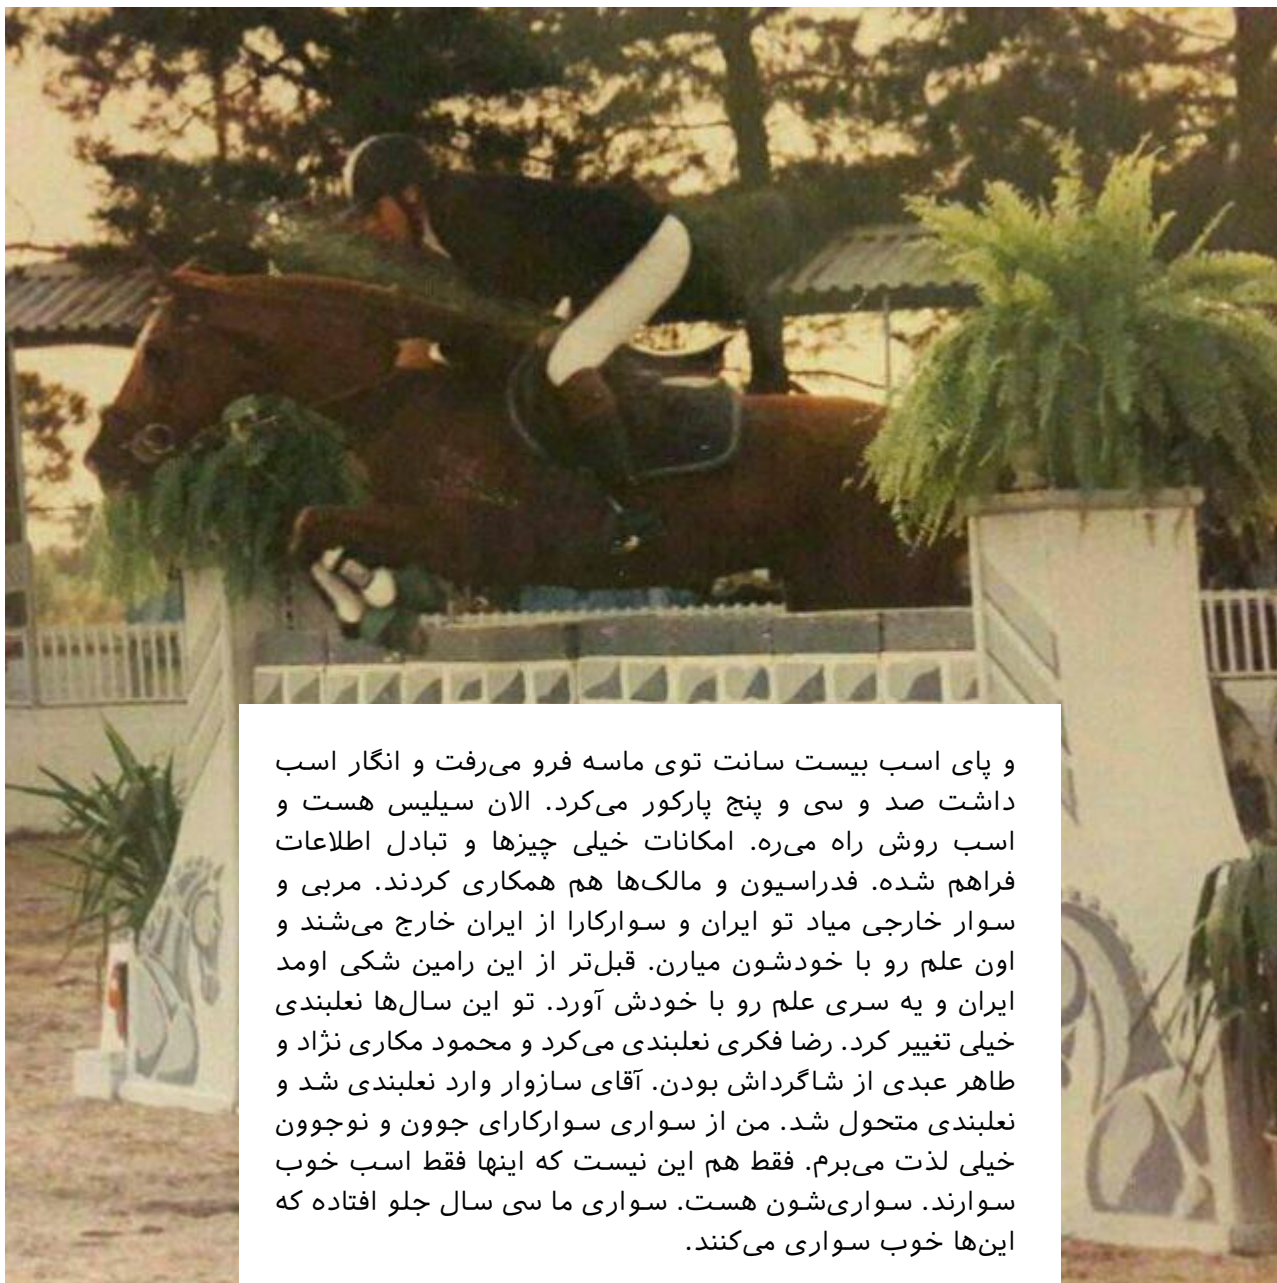 و پای اسب بیست سانت توی ماسه فرو می‌رفت و انگار اسب
داشت صد و سی و پنج پارکور می‌کرد. الان سیلیس هست و
اسب روش راه می‌ره. امکانات خیلی چیزها و تبادل اطلاعات
فراهم شده. فدراسیون و مالک‌ها هم همکاری کردند. مربی و
سوار خارجی میاد تو ایران و سوارکارا از ایران خارج می‌شند و
اون علم رو با خودشون میارن. قبل‌تر از این رامین شکی اومد
ایران و یه سری علم رو با خودش آورد. تو این سال‌ها نعلبندی
خیلی تغییر کرد. رضا فکری نعلبندی می‌کرد و محمود مکاری نژاد و
طاهر عبدی از شاگرداش بودن. آقای سازوار وارد نعلبندی شد و
نعلبندی متحول شد. من از سواری سوارکارای جوون و نوجوون
خیلی لذت می‌برم. فقط هم این نیست که اینها فقط اسب خوب
سوارند. سواری‌شون هست. سواری ما سی سال جلو افتاده که
این‌ها خوب سواری می‌کنند.